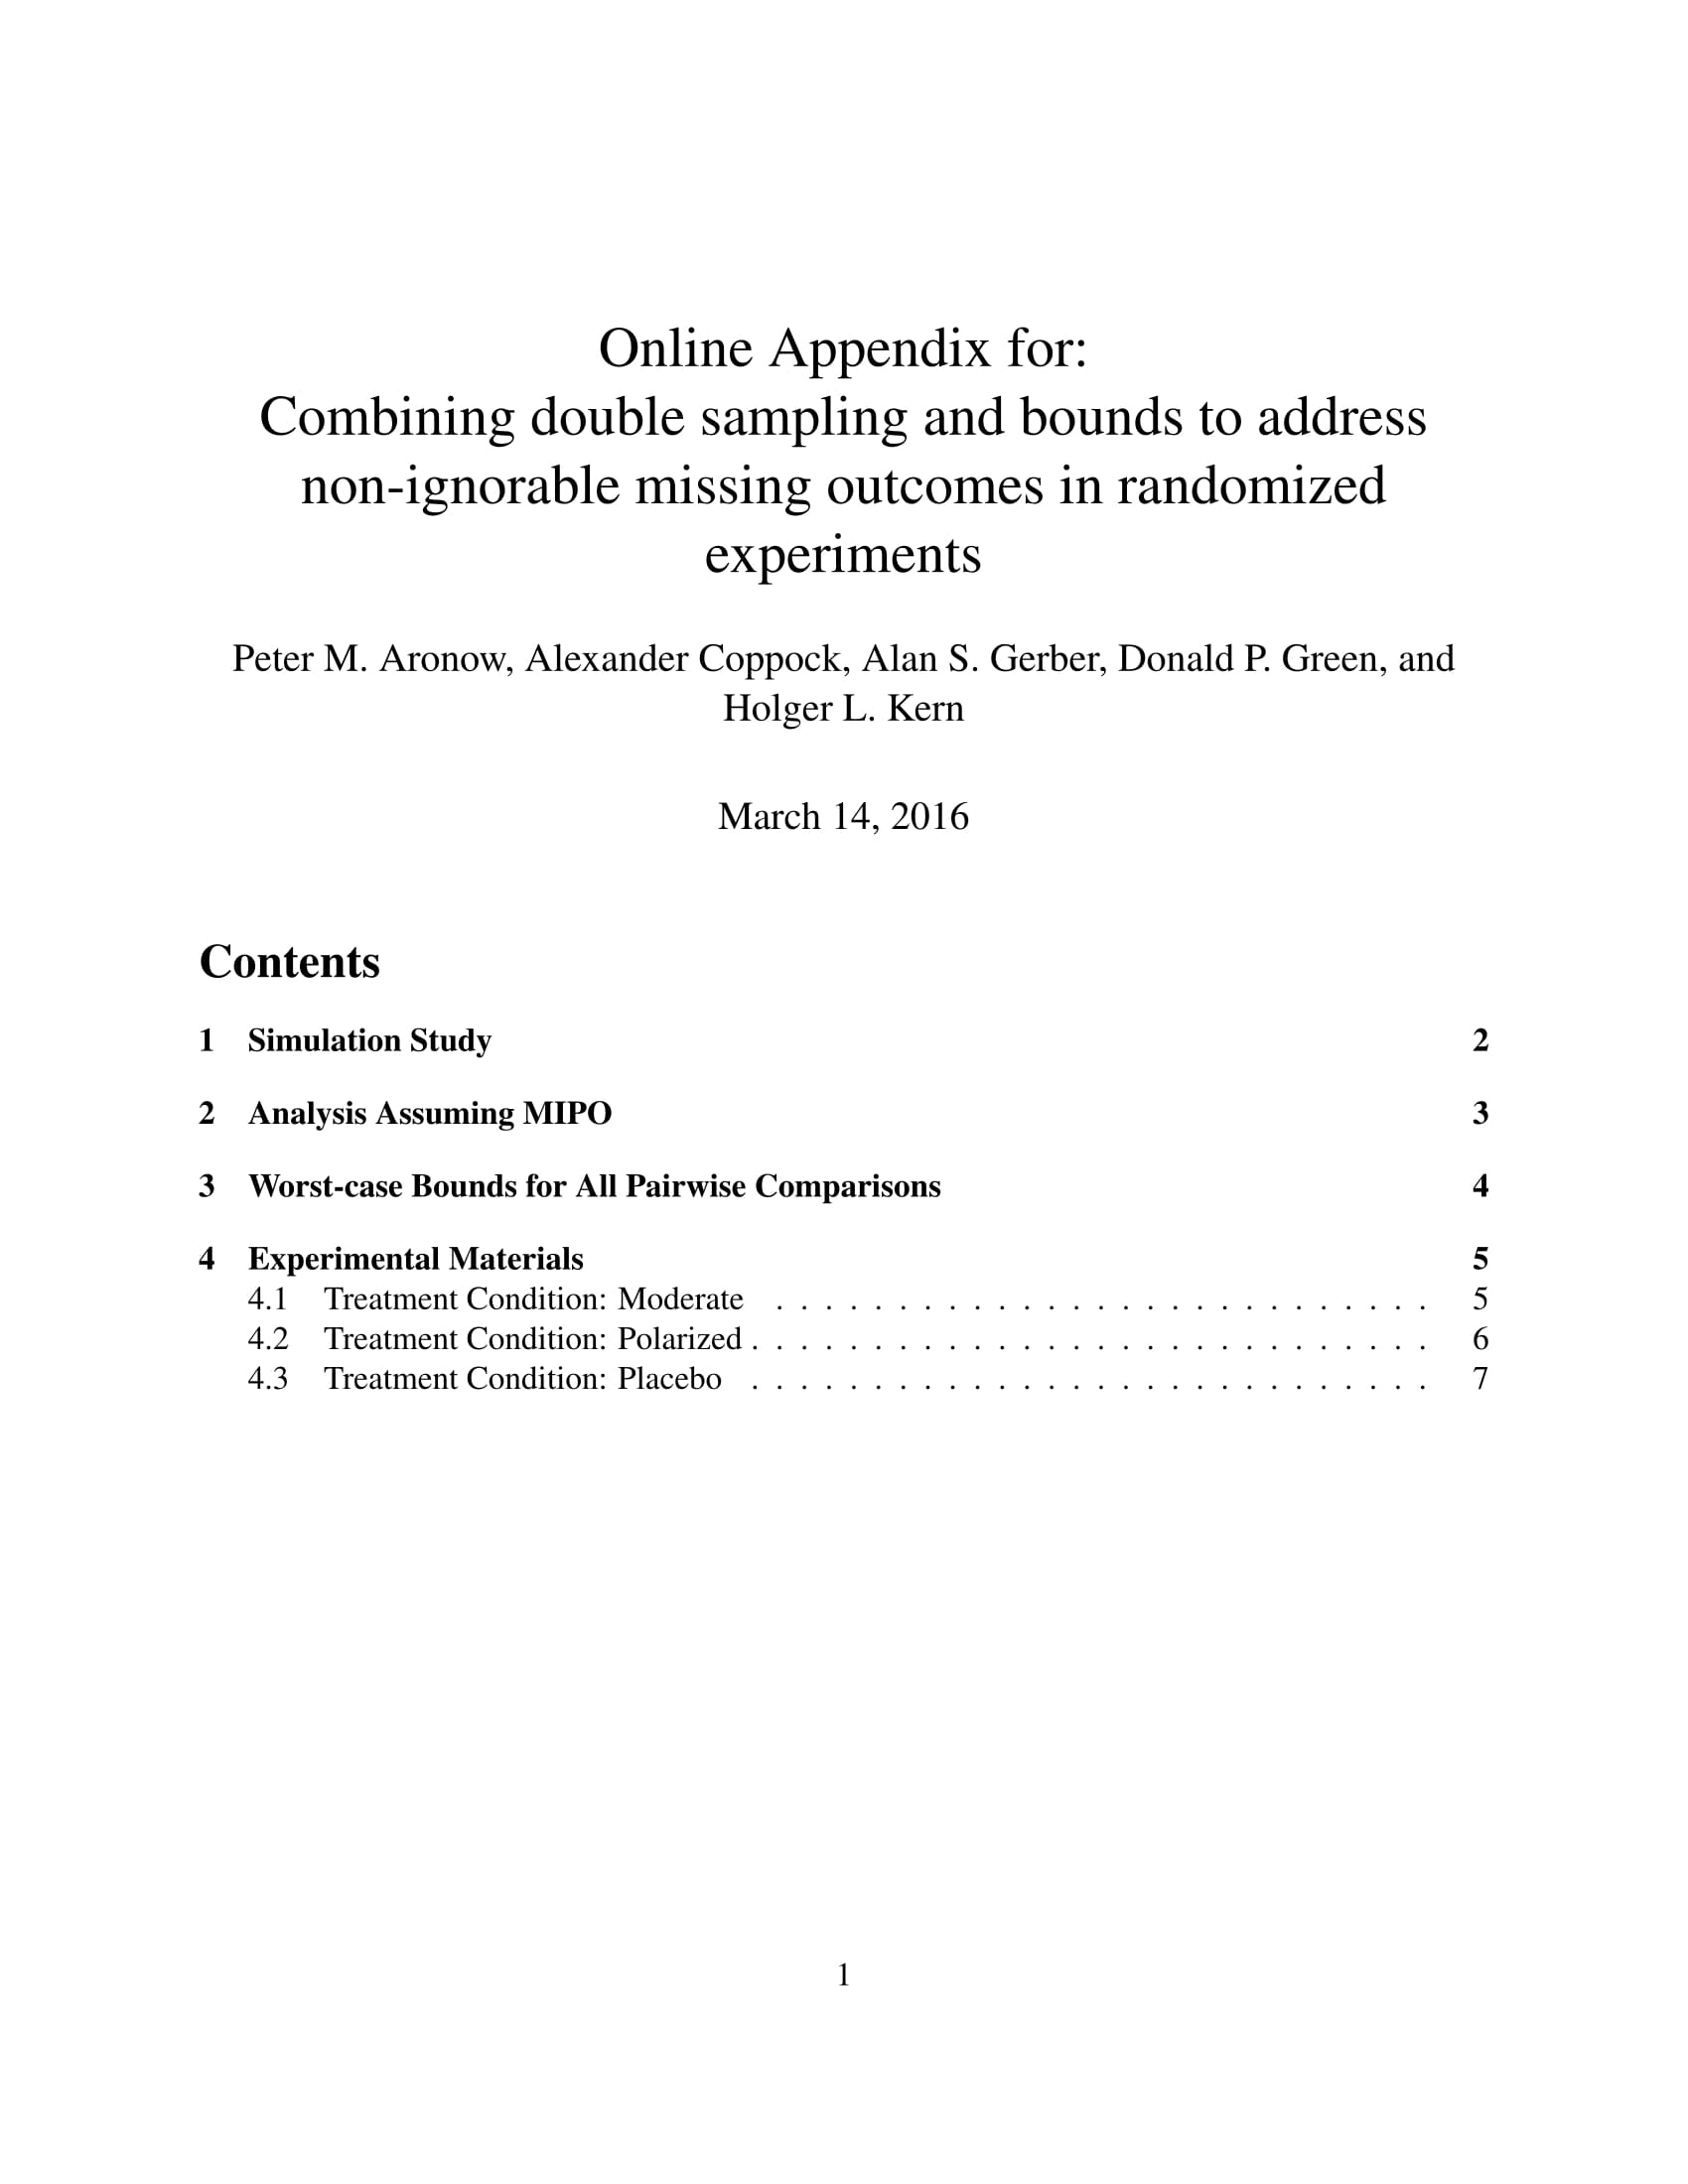 Online Appendix for:
Combining double sampling and bounds to address
non-ignorable missing outcomes in randomized
experiments
Peter M. Aronow, Alexander Coppock, Alan S. Gerber, Donald P. Green, and
Holger L. Kern
March 14, 2016
Contents
1 Simulation Study 2
2 Analysis Assuming MIPO 3
3 Worst-case Bounds for All Pairwise Comparisons 4
4 Experimental Materials 5
4.1 Treatment Condition: Moderate . . . . . . . . . . . . . . . . . . . . . . . . . . . 5
4.2 Treatment Condition: Polarized . . . . . . . . . . . . . . . . . . . . . . . . . . . . 6
4.3 Treatment Condition: Placebo . . . . . . . . . . . . . . . . . . . . . . . . . . . . 7
1